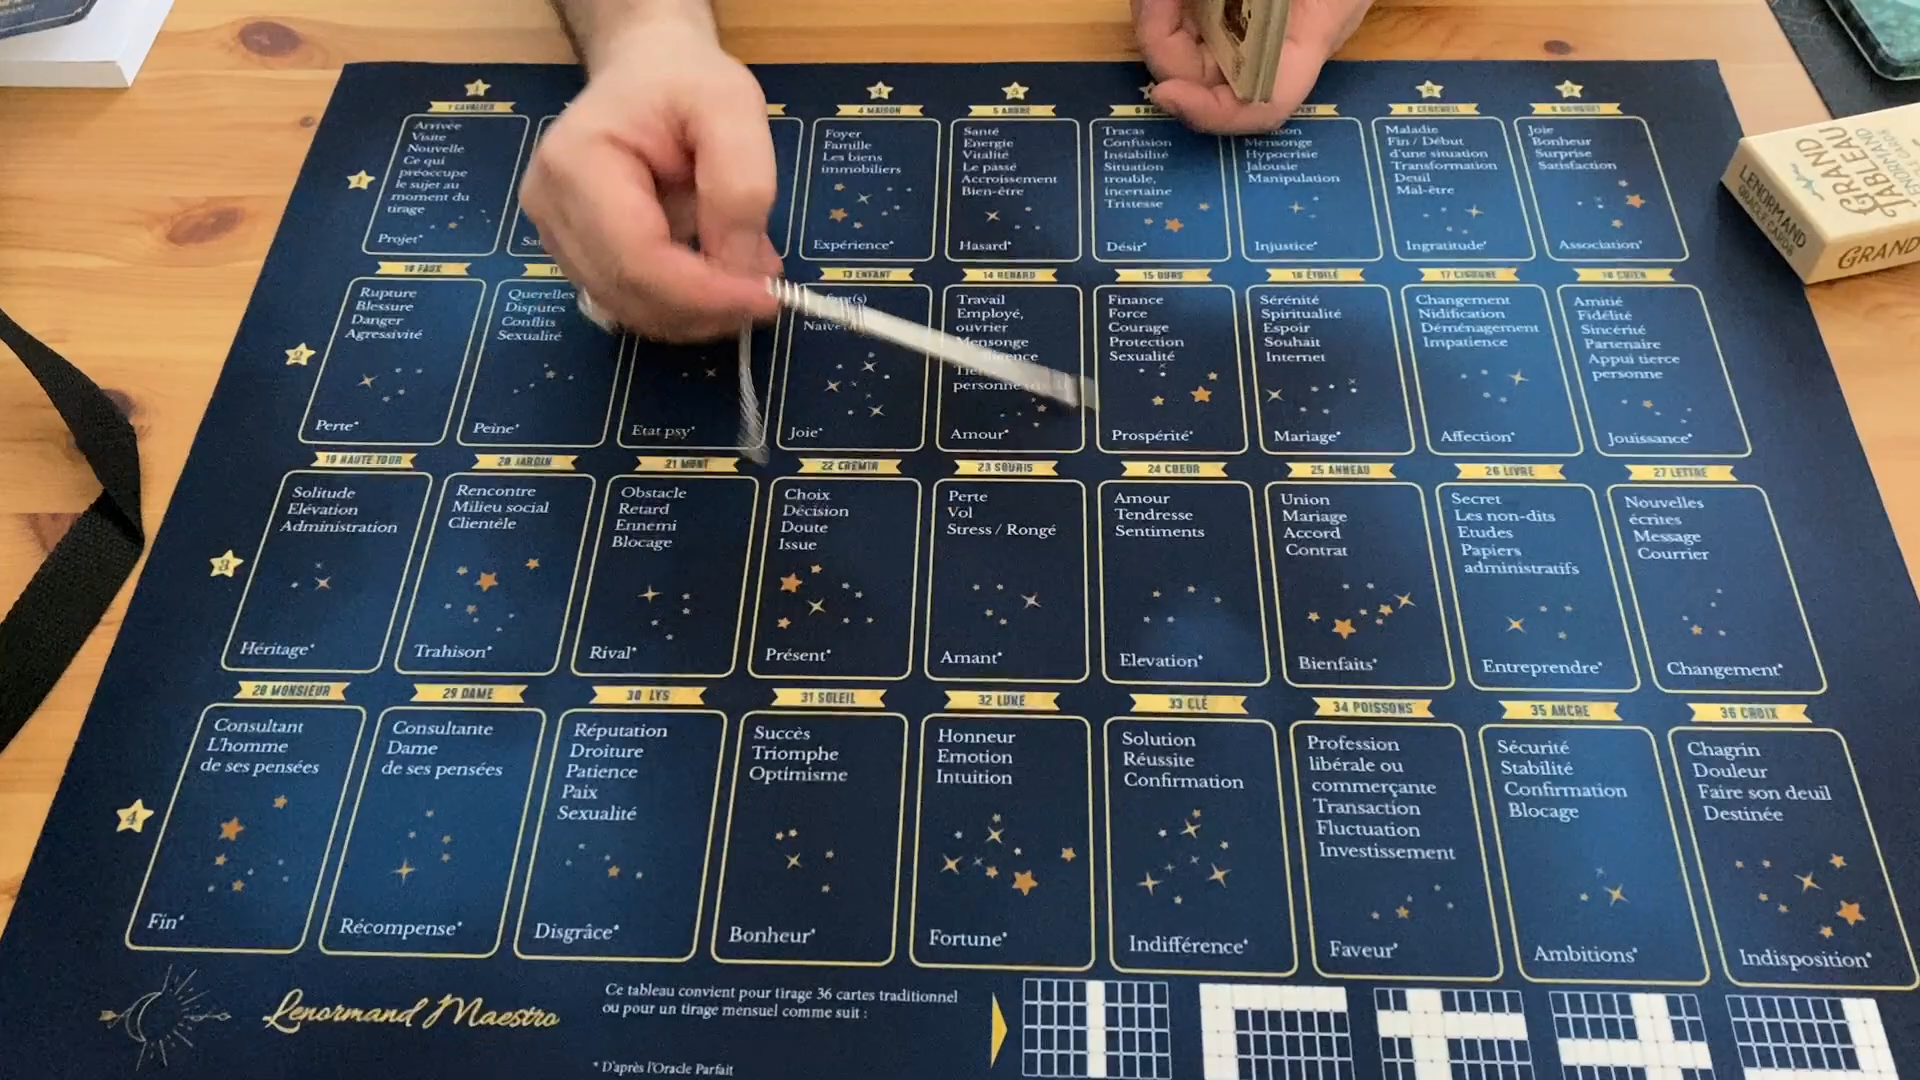 1 CAVALIER
4 MAISON
5 ARBRE
8 CERCUEIL
9 BOUQUET
Arrivée
Visite
Nouvelle
Ce qui
préoccupe
le sujet au
moment du
tirage
Projet*
Foyer
Famille
Les biens
immobiliers
Expérience*
Santé
Energie
Vitalité
Le passé
Accroissement
Bien-être
Hasard*
Tracas
Confusion
Instabilité
Situation
trouble,
incertaine
Tristesse
Désir*
Mensonge
Hypocrisie
Jalousie
Manipulation
Injustice*
Maladie
Fin / Début
d'une situation
Transformation
Deuil
Mal-être
Ingratitude*
Joie
Bonheur
Surprise
Satisfaction
Association*
10 FAUX
13 ENFANT
14 RENARD
15 OURS
16 ÉTOILE
17 CIGOGNE
18 CHIEN
Rupture
Blessure
Danger
Agressivité
Perte*
Querelles
Disputes
Conflits
Sexualité
Peine*
Etat psy*
Joie*
Travail
Employé,
ouvrier
Mensonge
personne
Amour*
Finance
Force
Courage
Protection
Sexualité
Prospérité*
Sérénité
Spiritualité
Espoir
Souhait
Internet
Mariage*
Changement
Nidification
Déménagement
Impatience
Affection*
Amitié
Fidélité
Sincérité
Partenaire
Appui tierce
personne
Jouissance*
19 HAUTE TOUR
20 JARDIN
21 MONT
22 CHEMIN
23 SOURIS
24 CŒUR
25 ANNEAU
26 LIVRE
27 LETTRE
Solitude
Elévation
Administration
Héritage*
Rencontre
Milieu social
Clientèle
Trahison*
Obstacle
Retard
Ennemi
Blocage
Rival*
Choix
Décision
Doute
Issue
Présent*
Perte
Vol
Stress / Rongé
Amant*
Amour
Tendresse
Sentiments
Elevation*
Union
Mariage
Accord
Contrat
Bienfaits*
Secret
Les non-dits
Etudes
Papiers
administratifs
Entreprendre*
Nouvelles
écrites
Message
Courrier
Changement*
28 MONSIEUR
29 DAME
30 LYS
31 SOLEIL
32 LUNE
33 CLÉ
34 POISSONS
35 ANCRE
36 CROIX
Consultant
L'homme
de ses pensées
Fin*
Consultante
Dame
de ses pensées
Récompense*
Réputation
Droiture
Patience
Paix
Sexualité
Disgrâce*
Succès
Triomphe
Optimisme
Bonheur*
Honneur
Emotion
Intuition
Fortune*
Solution
Réussite
Confirmation
Indifférence*
Profession
libérale ou
commerçante
Transaction
Fluctuation
Investissement
Faveur*
Sécurité
Stabilité
Confirmation
Blocage
Ambitions*
Chagrin
Douleur
Faire son deuil
Destinée
Indisposition*
1
2
3
4
Lenormand Maestro
Ce tableau convient pour tirage 36 cartes traditionnel
ou pour un tirage mensuel comme suit :
* D'après l'Oracle Parfait
GRAND
TABLEAU
LENORMAND
ORACLE CARDS
GRAND